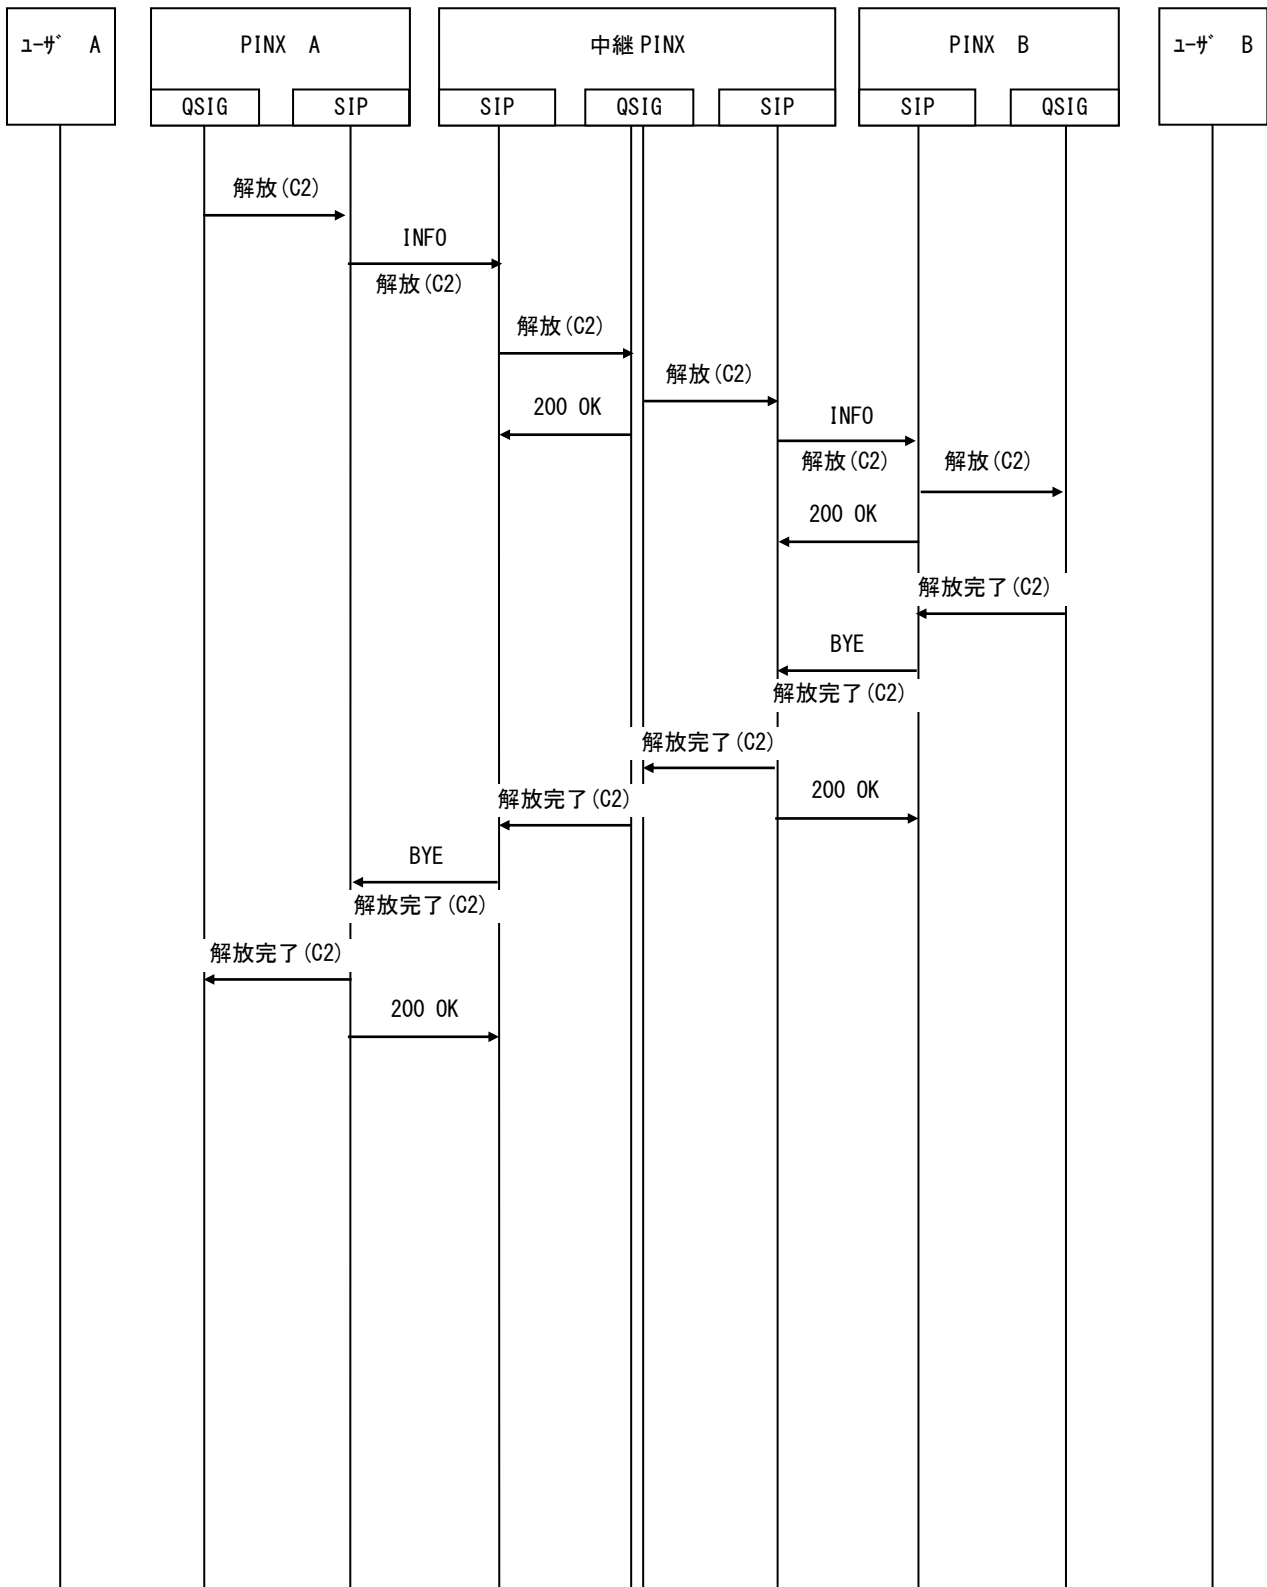 ﾕｰｻﾞ A
PINX A
中継PINX
PINX B
ﾕｰｻﾞ B
QSIG
SIP
SIP
QSIG
SIP
SIP
QSIG
解放(C2)
INFO
解放(C2)
解放(C2)
解放(C2)
200 OK
INFO
解放(C2)
解放(C2)
200 OK
解放完了(C2)
BYE
解放完了(C2)
解放完了(C2)
200 OK
解放完了(C2)
BYE
解放完了(C2)
解放完了(C2)
200 OK